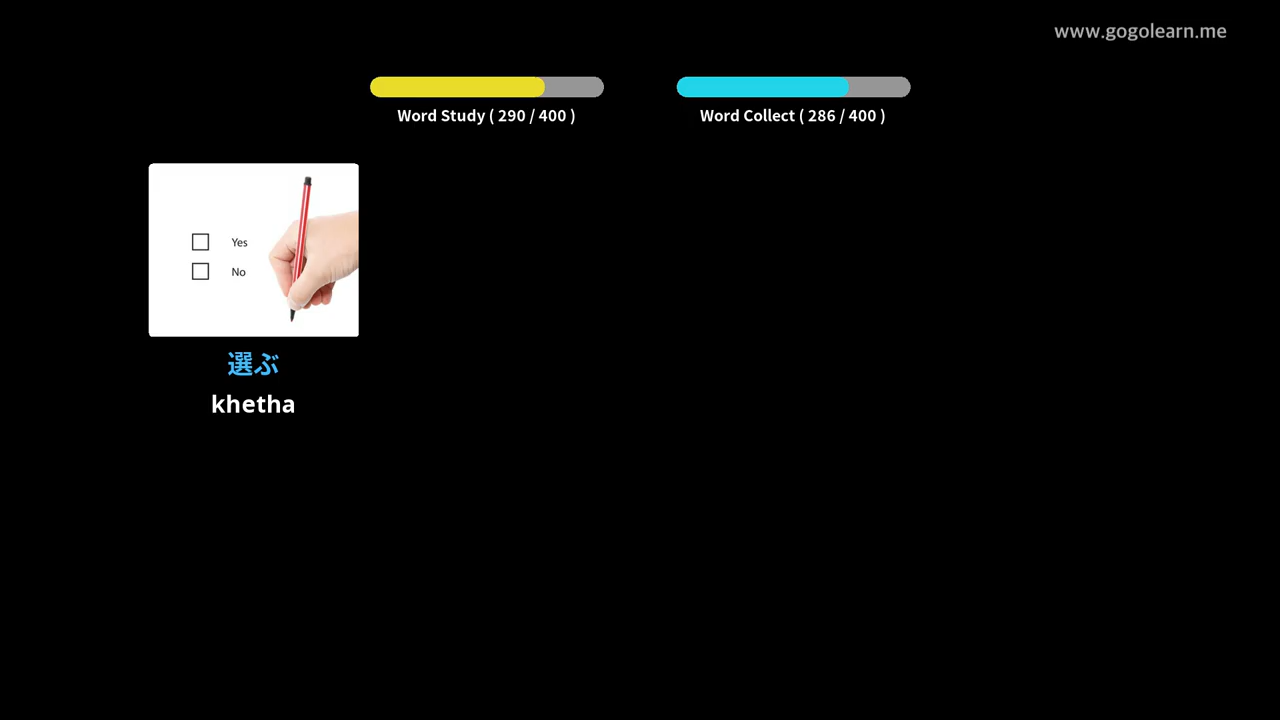 www.gogolearn.me
Word Study ( 290 / 400 )
Word Collect ( 286 / 400 )
Yes
No
選ぶ
khetha